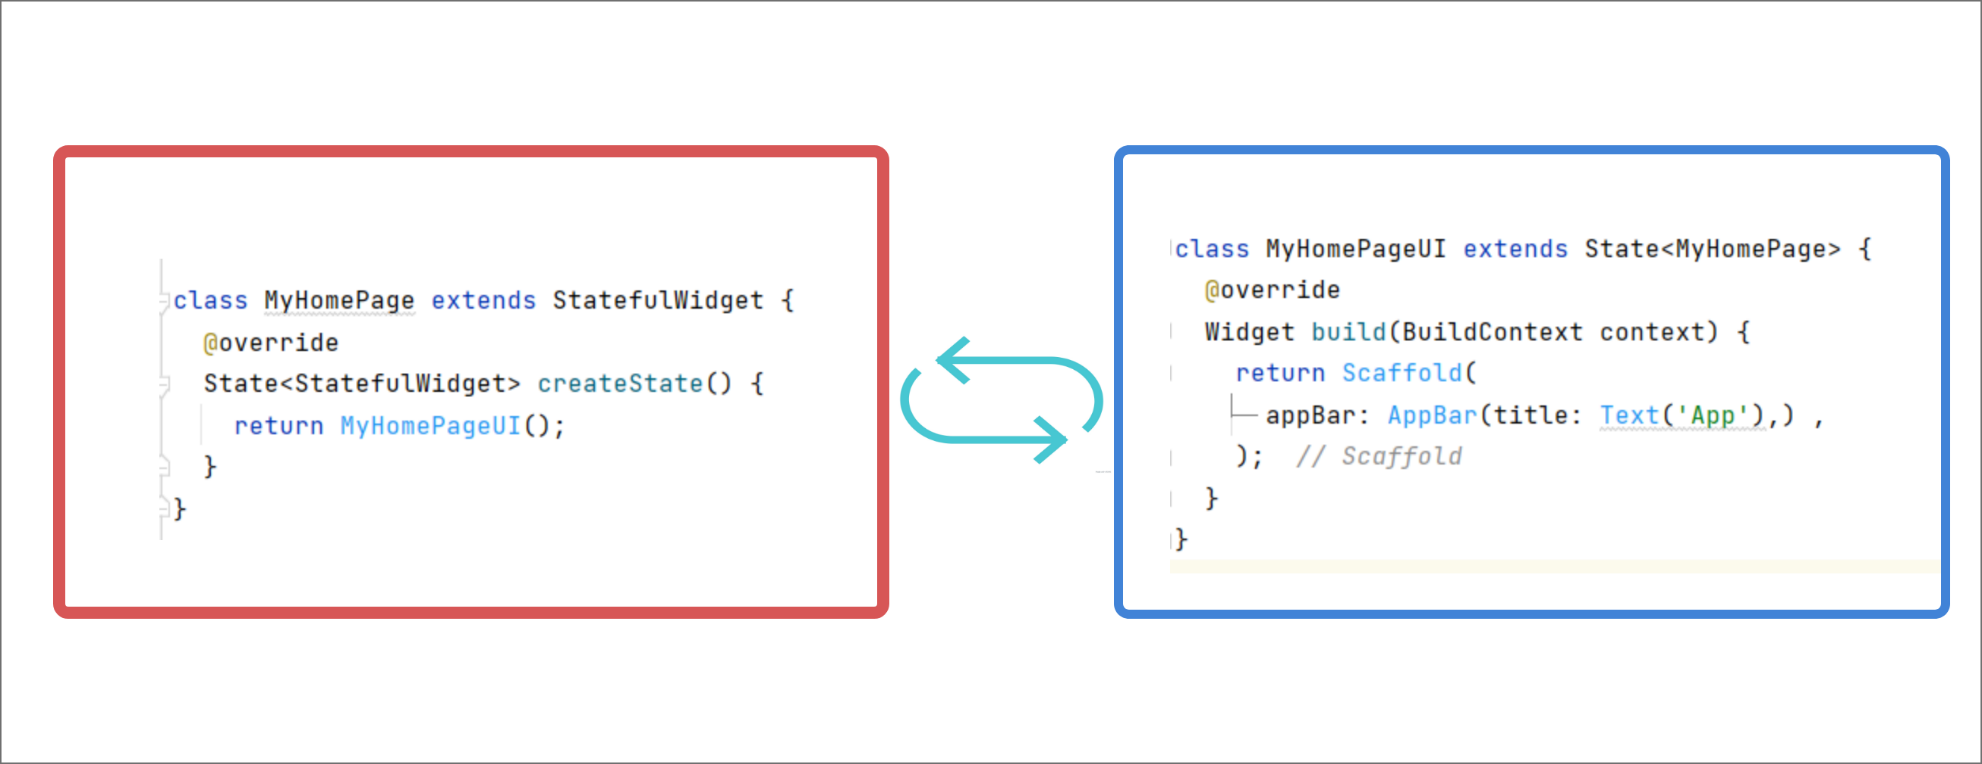 class MyHomePage extends StatefulWidget {
  @override
  State<StatefulWidget> createState() {
    return MyHomePageUI();
  }
}
class MyHomePageUI extends State<MyHomePage> {
  @override
  Widget build(BuildContext context) {
    return Scaffold(
      appBar: AppBar(title: Text('App'),) ,
    );  // Scaffold
  }
}